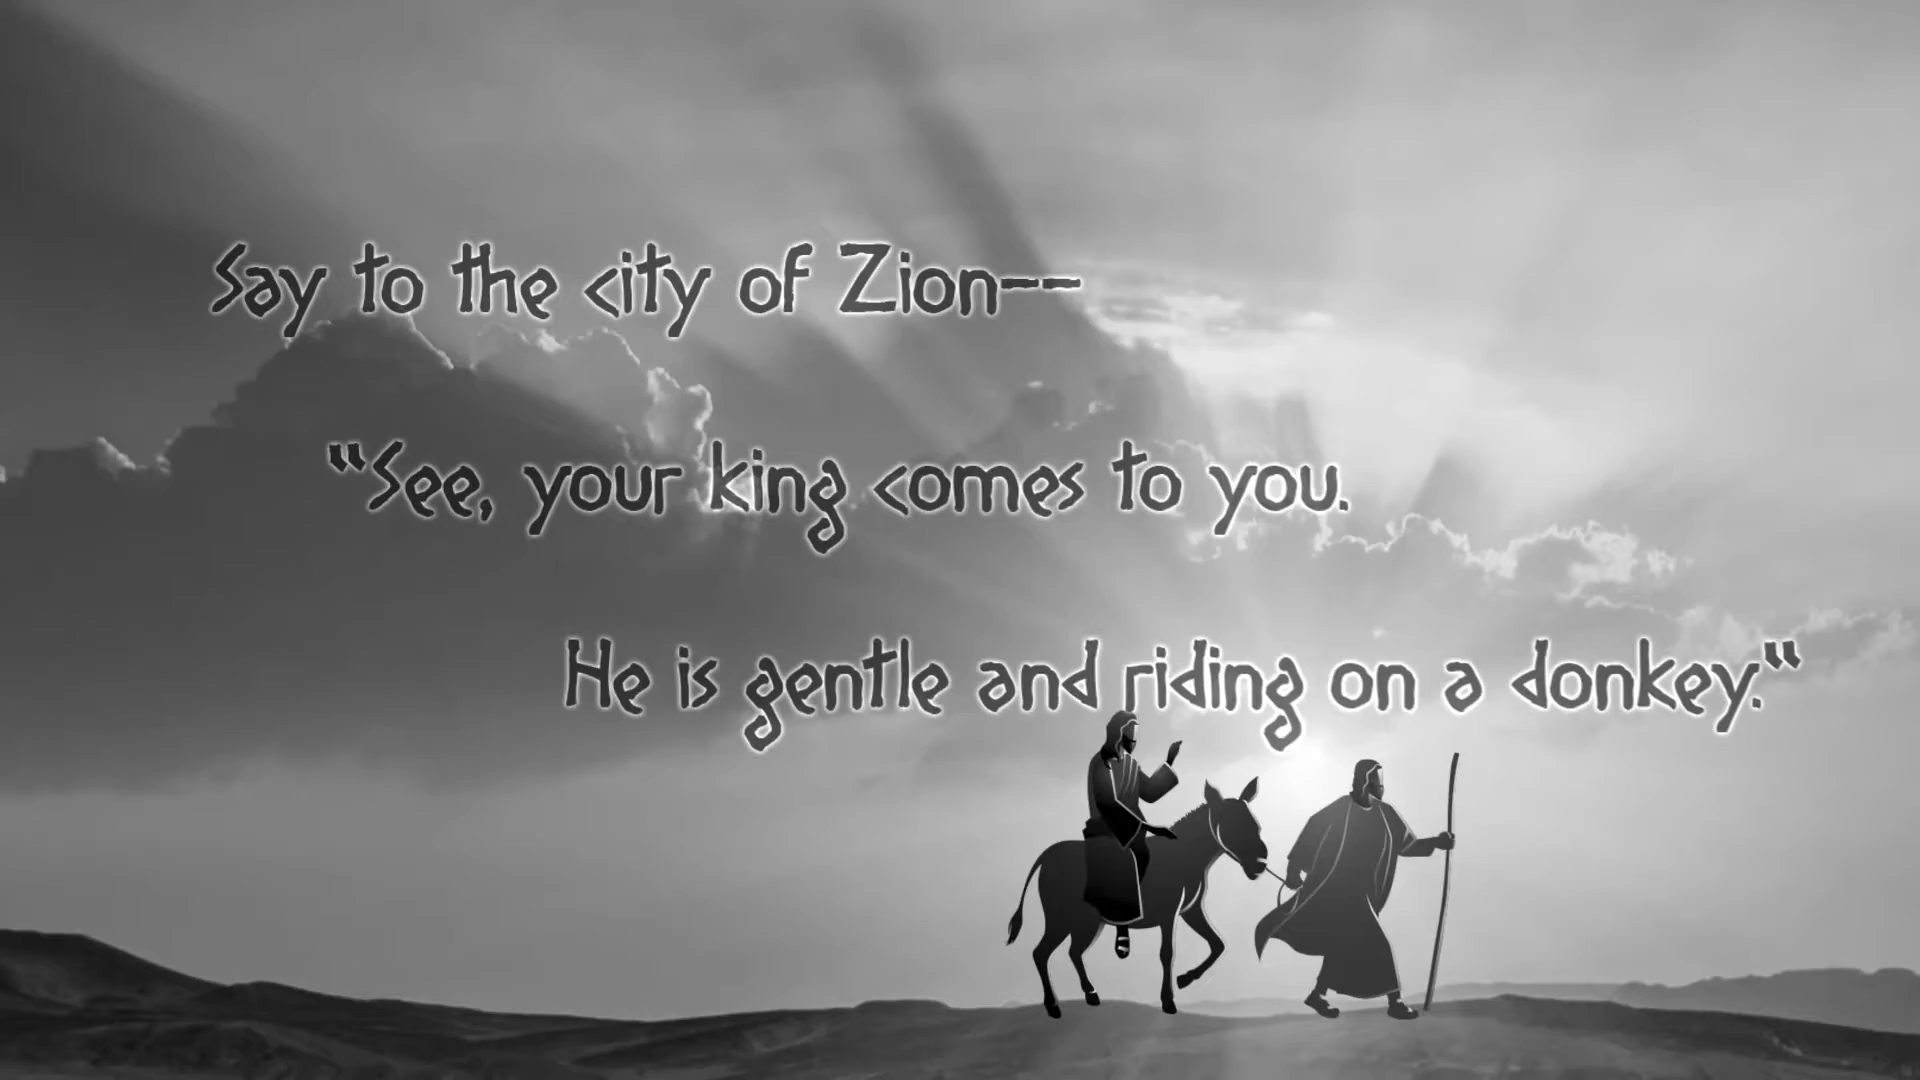 Say to the city of Zion--
"See, your king comes to you.
He is gentle and riding on a donkey."